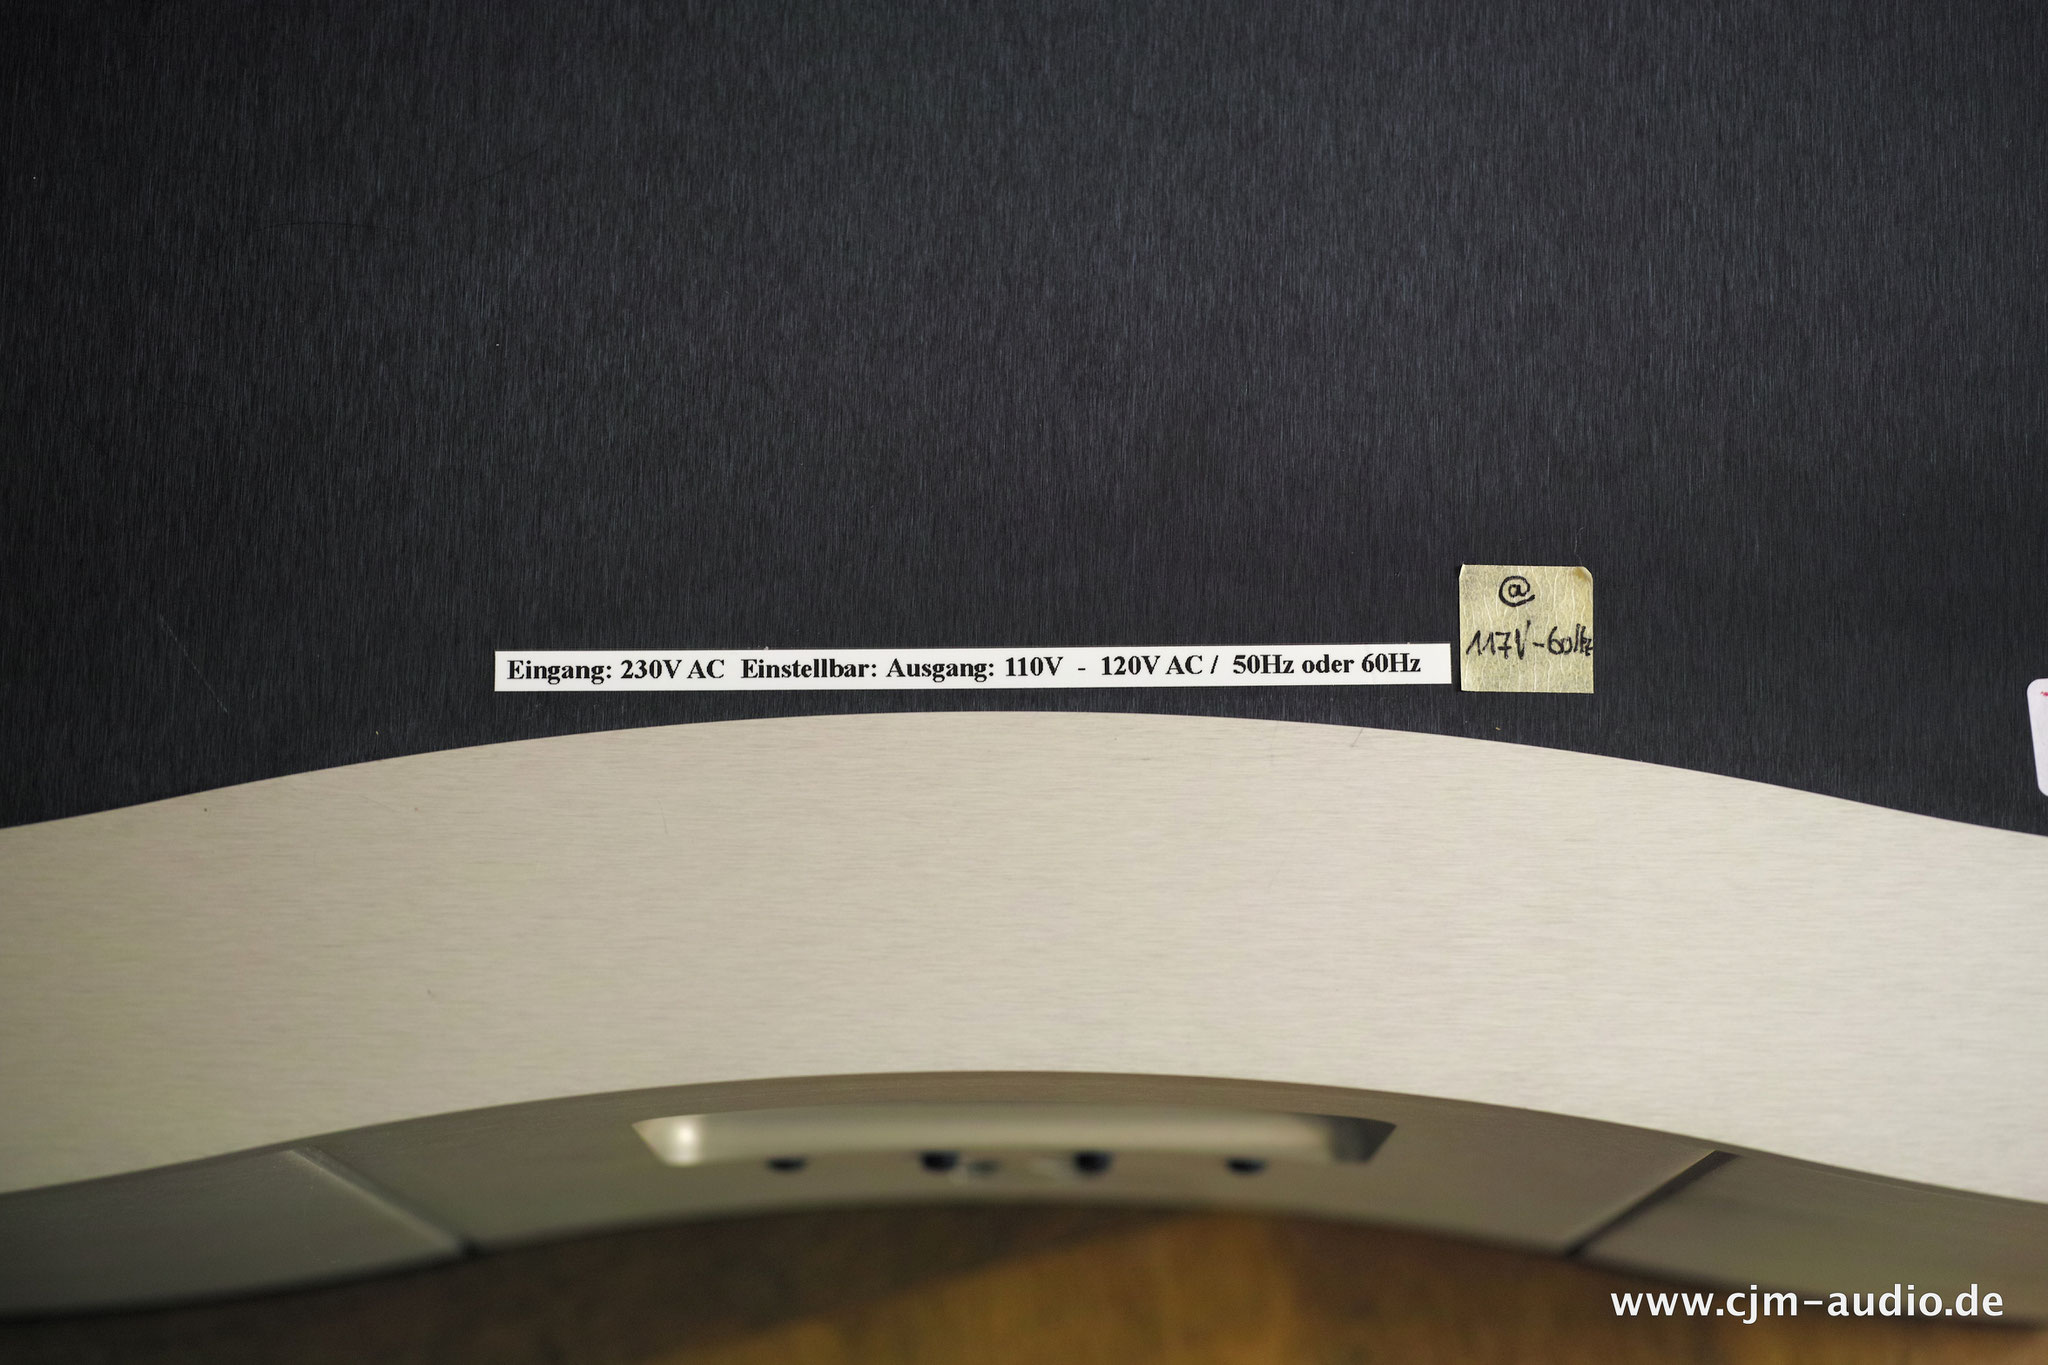 Eingang: 230V AC  Einstellbar: Ausgang: 110V  -  120V AC /  50Hz oder 60Hz
@
117V-60Hz
www.cjm-audio.de